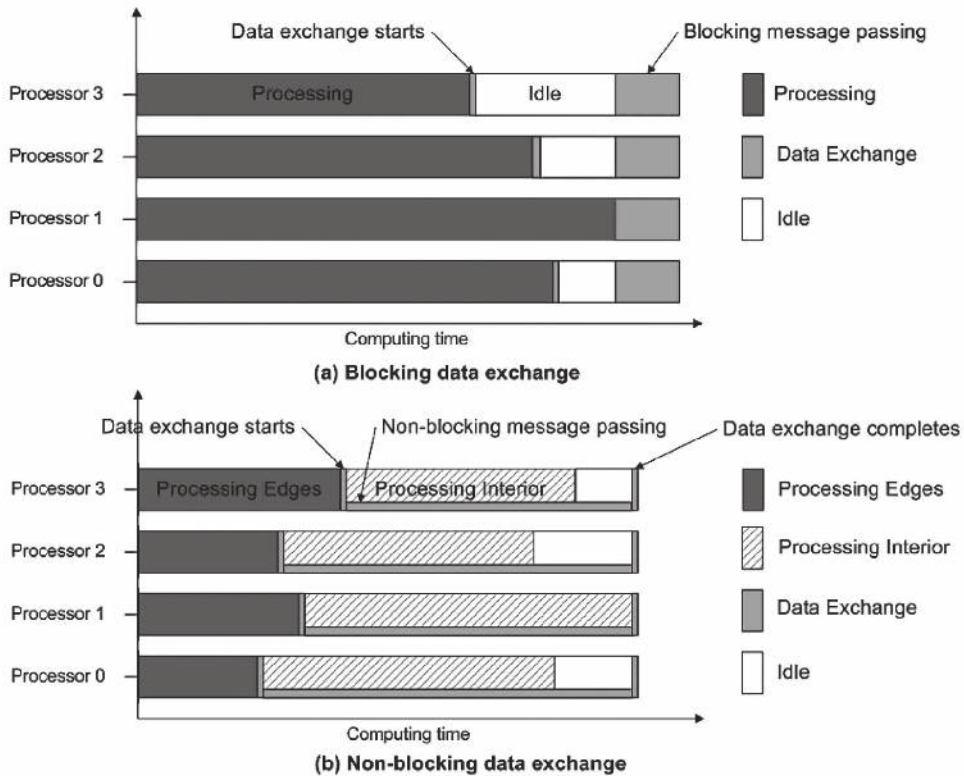 Data exchange starts
Blocking message passing
Processor 3
Processing
Idle
Processing
Processor 2
Data Exchange
Processor 1
Idle
Processor 0
Computing time
(a) Blocking data exchange
Data exchange starts
Non-blocking message passing
Data exchange completes
Processor 3
Processing Edges
Processing Interior
Processing Edges
Processor 2
Processing Interior
Processor 1
Data Exchange
Processor 0
Idle
Computing time
(b) Non-blocking data exchange